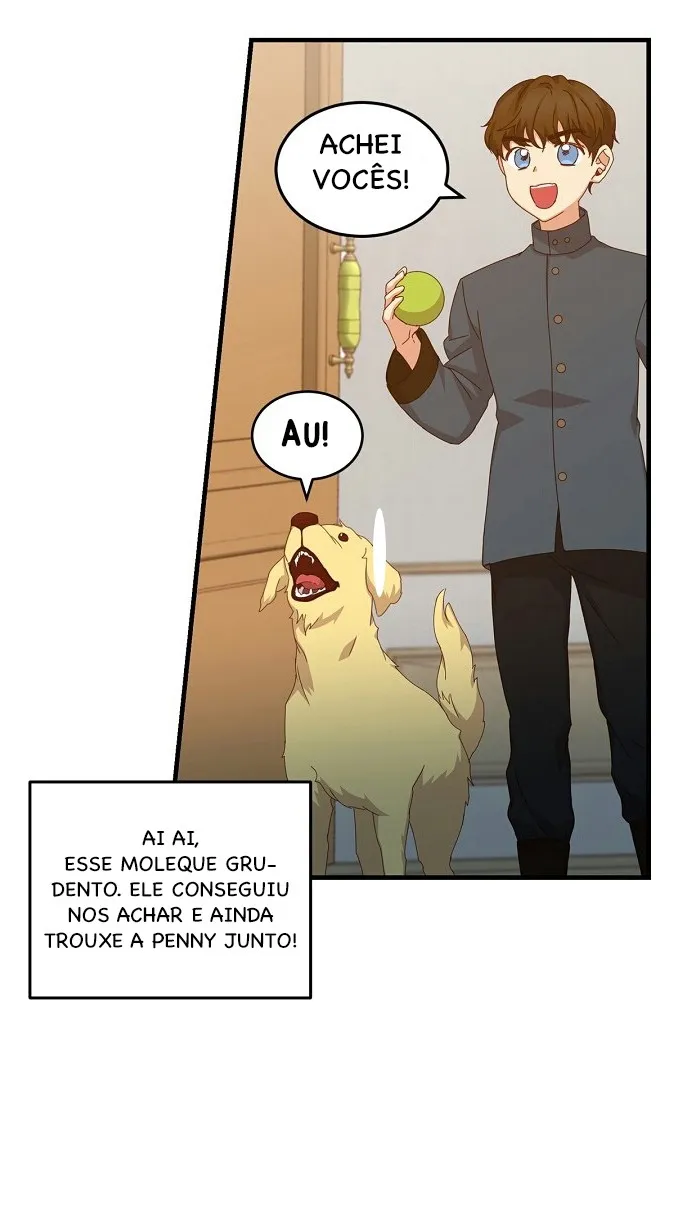 ACHEI
VOCÊS!
AU!
AI AI,
ESSE MOLEQUE GRU-
DENTO. ELE CONSEGUIU
NOS ACHAR E AINDA
TROUXE A PENNY JUNTO!